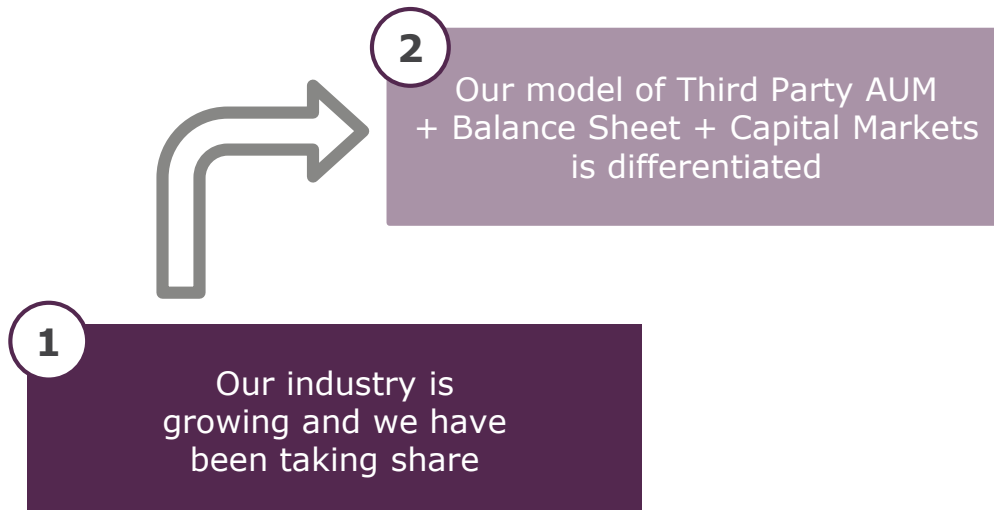 2
Our model of Third Party AUM
+ Balance Sheet + Capital Markets
is differentiated
1
Our industry is
growing and we have
been taking share